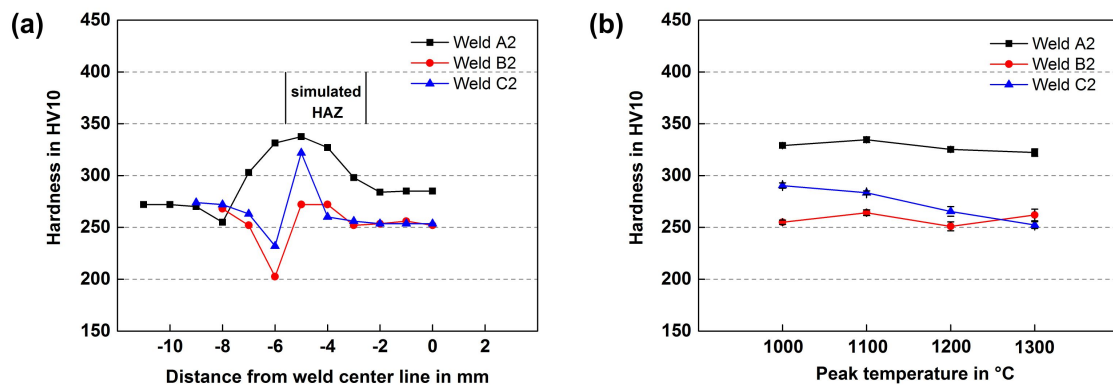 (a)
450
400
350
300
250
200
150
Hardness in HV10
Weld A2
Weld B2
Weld C2
simulated
HAZ
-10
-8
-6
-4
-2
0
2
Distance from weld center line in mm
(b)
450
400
350
300
250
200
150
Hardness in HV10
Weld A2
Weld B2
Weld C2
1000
1100
1200
1300
Peak temperature in °C